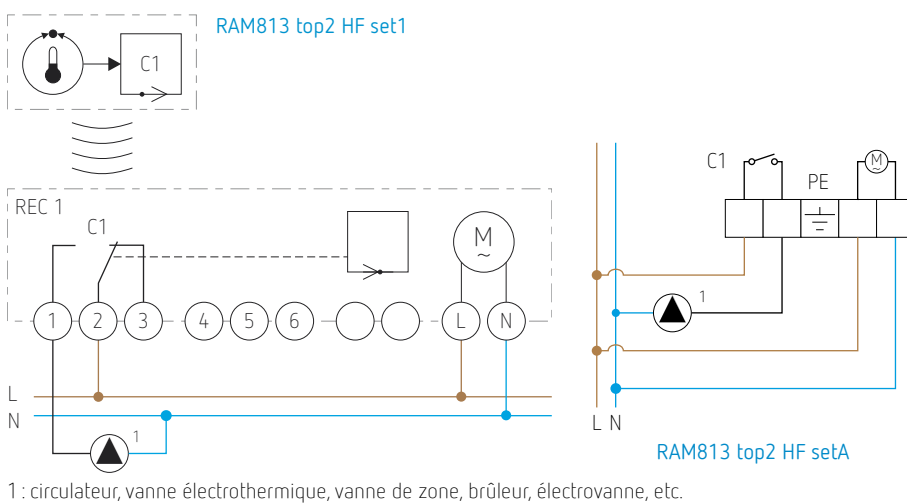 RAM813 top2 HF set1
C1
REC 1
C1
M
~
1 2 3 4 5 6 L N
L
N
1
C1
M
~
PE
1
L N
RAM813 top2 HF setA
1 : circulateur, vanne électrothermique, vanne de zone, brûleur, électrovanne, etc.